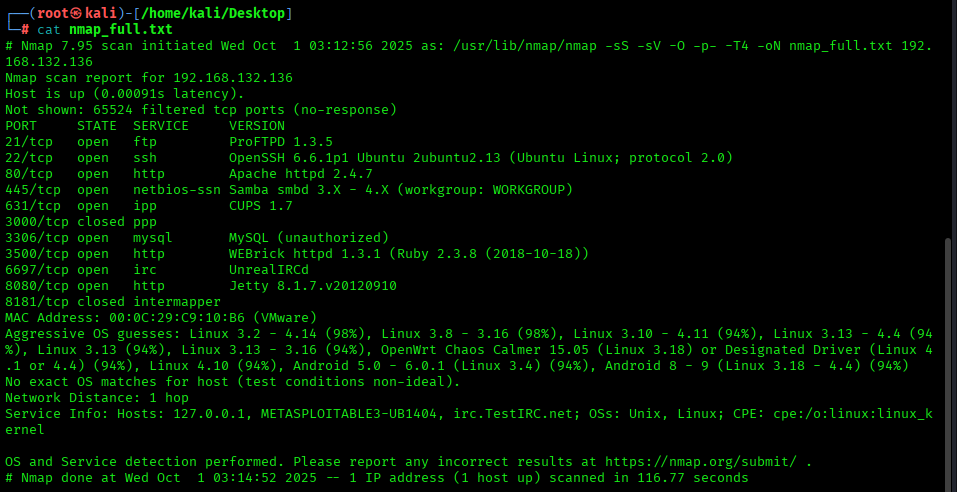 ┌──(root㉿kali)-[/home/kali/Desktop]
└─# cat nmap_full.txt
# Nmap 7.95 scan initiated Wed Oct  1 03:12:56 2025 as: /usr/lib/nmap/nmap -sS -sV -O -p- -T4 -oN nmap_full.txt 192.
168.132.136
Nmap scan report for 192.168.132.136
Host is up (0.00091s latency).
Not shown: 65524 filtered tcp ports (no-response)
PORT     STATE  SERVICE     VERSION
21/tcp   open   ftp         ProFTPD 1.3.5
22/tcp   open   ssh         OpenSSH 6.6.1p1 Ubuntu 2ubuntu2.13 (Ubuntu Linux; protocol 2.0)
80/tcp   open   http        Apache httpd 2.4.7
445/tcp  open   netbios-ssn Samba smbd 3.X - 4.X (workgroup: WORKGROUP)
631/tcp  open   ipp         CUPS 1.7
3000/tcp closed ppp
3306/tcp open   mysql       MySQL (unauthorized)
3500/tcp open   http        WEBrick httpd 1.3.1 (Ruby 2.3.8 (2018-10-18))
6697/tcp open   irc         UnrealIRCd
8080/tcp open   http        Jetty 8.1.7.v20120910
8181/tcp closed intermapper
MAC Address: 00:0C:29:C9:10:B6 (VMware)
Aggressive OS guesses: Linux 3.2 - 4.14 (98%), Linux 3.8 - 3.16 (98%), Linux 3.10 - 4.11 (94%), Linux 3.13 - 4.4 (94
%), Linux 3.13 (94%), Linux 3.13 - 3.16 (94%), OpenWrt Chaos Calmer 15.05 (Linux 3.18) or Designated Driver (Linux 4
.1 or 4.4) (94%), Linux 4.10 (94%), Android 5.0 - 6.0.1 (Linux 3.4) (94%), Android 8 - 9 (Linux 3.18 - 4.4) (94%)
No exact OS matches for host (test conditions non-ideal).
Network Distance: 1 hop
Service Info: Hosts: 127.0.0.1, METASPLOITABLE3-UB1404, irc.TestIRC.net; OSs: Unix, Linux; CPE: cpe:/o:linux:linux_k
ernel

OS and Service detection performed. Please report any incorrect results at https://nmap.org/submit/ .
# Nmap done at Wed Oct  1 03:14:52 2025 -- 1 IP address (1 host up) scanned in 116.77 seconds